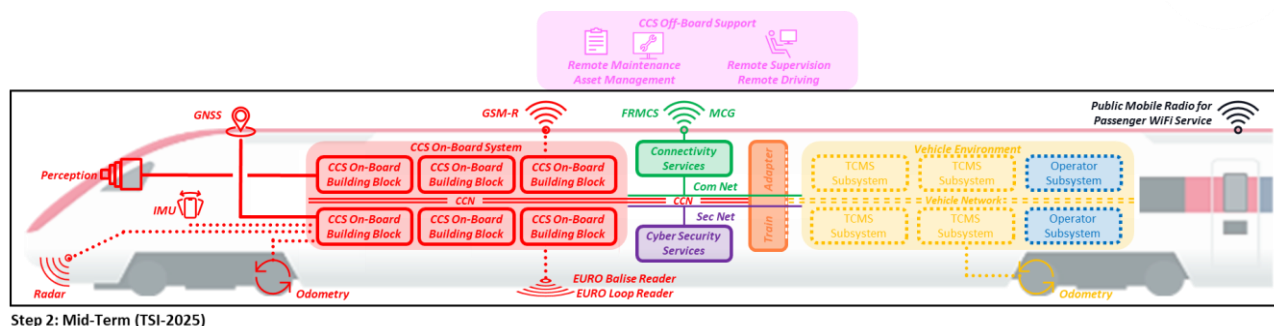 CCS Off-Board Support
Remote Maintenance
Asset Management
Remote Supervision
Remote Driving
GNSS
GSM-R
FRMCS
MCG
Public Mobile Radio for
Passenger WiFi Service
Perception
IMU
Radar
CCS On-Board System
CCS On-Board
Building Block
CCS On-Board
Building Block
CCS On-Board
Building Block
CCN
CCS On-Board
Building Block
CCS On-Board
Building Block
CCS On-Board
Building Block
Odometry
EURO Balise Reader
EURO Loop Reader
Connectivity
Services
Com Net
CCN
Sec Net
Cyber Security
Services
Adapter
Train
Vehicle Environment
TCMS
Subsystem
TCMS
Subsystem
Operator
Subsystem
Vehicle Network
TCMS
Subsystem
TCMS
Subsystem
Operator
Subsystem
Odometry
Step 2: Mid-Term (TSI-2025)